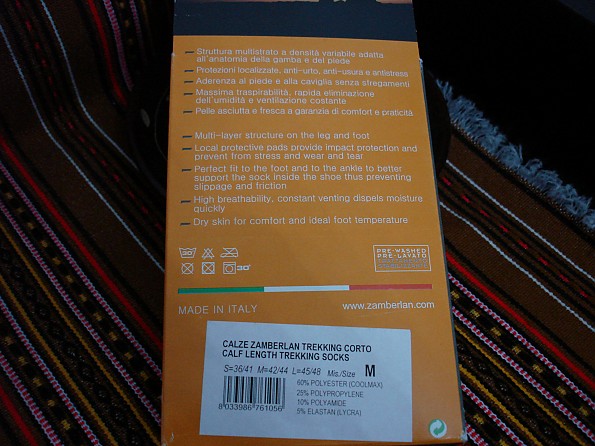 Struttura multistrato a densità variabile adatta
all'anatomia della gamba e del piede
Protezioni localizzate, anti-urto, anti-usura e antistress
Aderenza al piede e alla caviglia senza sfregamenti
Massima traspirabilità, rapida eliminazione
dell'umidità e ventilazione costante
Pelle asciutta e fresca a garanzia di comfort e praticità
Multi-layer structure on the leg and foot
Local protective pads provide impact protection and
prevent from stress and wear and tear
Perfect fit to the foot and to the ankle to better
support the sock inside the shoe thus preventing
slippage and friction
High breathability, constant venting dispels moisture
quickly
Dry skin for comfort and ideal foot temperature
30°
30°
PRE-WASHED
PRE-LAVATO
MADE IN ITALY
www.zamberlan.com
CALZE ZAMBERLAN TREKKING CORTO
CALF LENGTH TREKKING SOCKS
S=36/41 M=42/44 L=45/48 Mis./Size M
60% POLYESTER (COOLMAX)
25% POLYPROPYLENE
10% POLYAMIDE
5% ELASTAN (LYCRA)
8033986761056